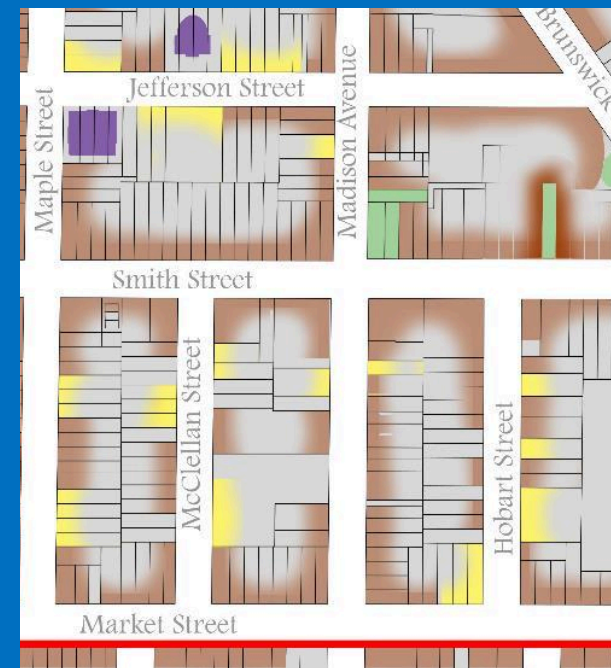 Brunswick
Jefferson Street
Maple Street
Madison Avenue
Smith Street
McClellan Street
Hobart Street
Market Street